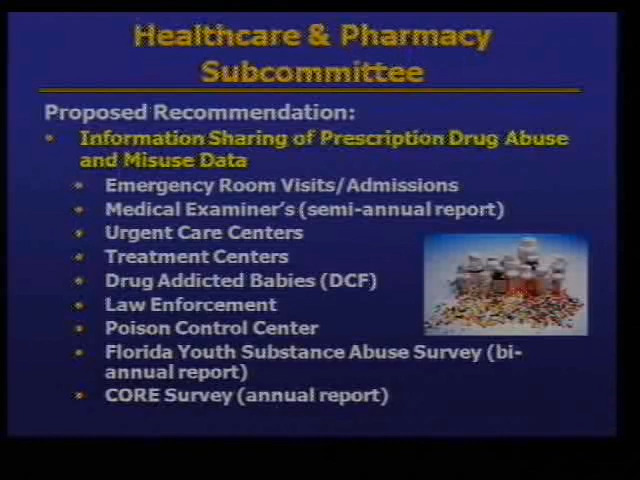 Healthcare & Pharmacy
Subcommittee
Proposed Recommendation:
• Information Sharing of Prescription Drug Abuse
and Misuse Data
• Emergency Room Visits/Admissions
• Medical Examiner's (semi-annual report)
• Urgent Care Centers
• Treatment Centers
• Drug Addicted Babies (DCF)
• Law Enforcement
• Poison Control Center
• Florida Youth Substance Abuse Survey (bi-
annual report)
• CORE Survey (annual report)